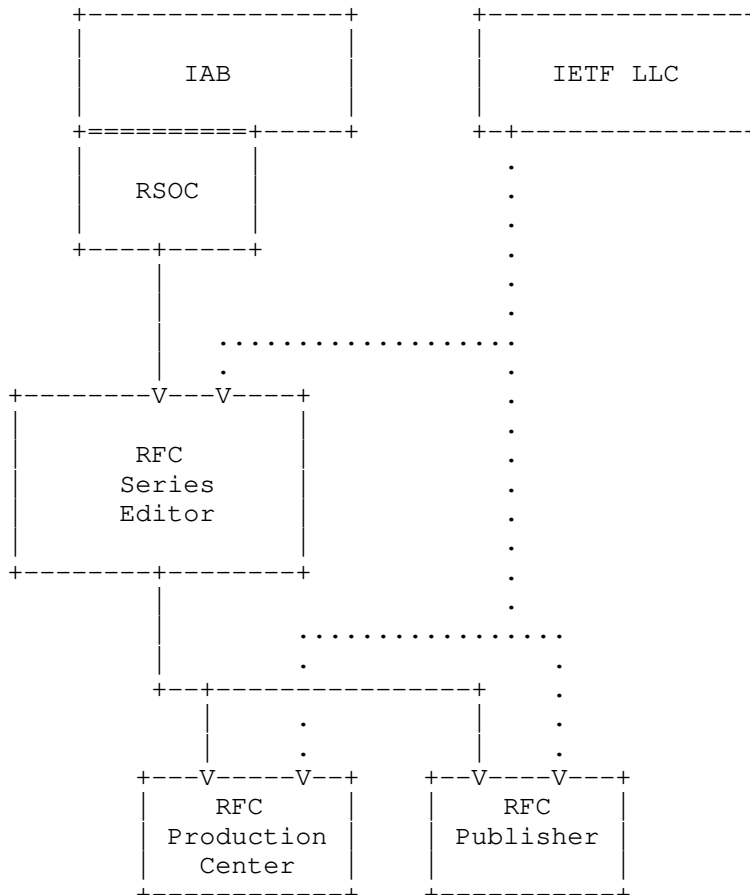 IAB IETF LLC
RSOC
RFC
Series
Editor
RFC RFC
Production Publisher
Center